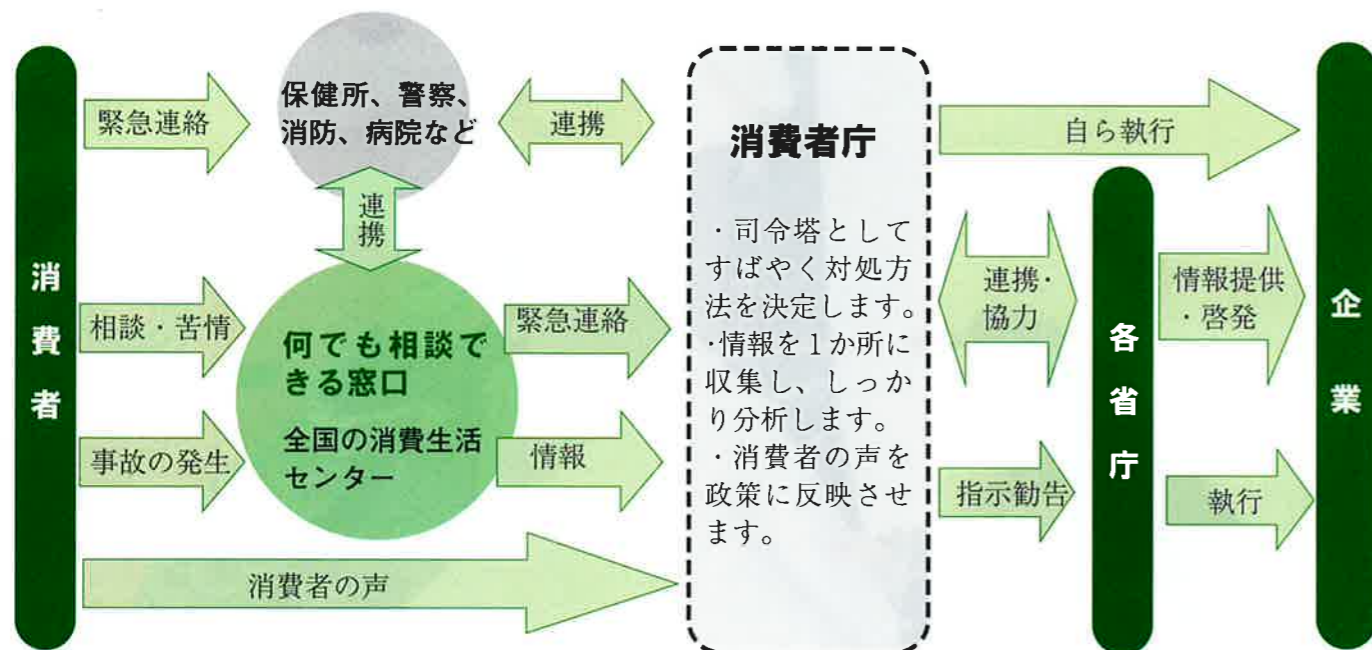 消費者
緊急連絡
保健所、警察、
消防、病院など
連携
連携
相談・苦情
事故の発生
何でも相談で
きる窓口
全国の消費生活
センター
緊急連絡
情報
消費者の声
消費者庁
・司令塔として
すばやく対処方
法を決定します。
・情報を1か所に
収集し、しっか
り分析します。
・消費者の声を
政策に反映させ
ます。
自ら執行
連携・
協力
指示勧告
各省庁
情報提供
・啓発
執行
企業